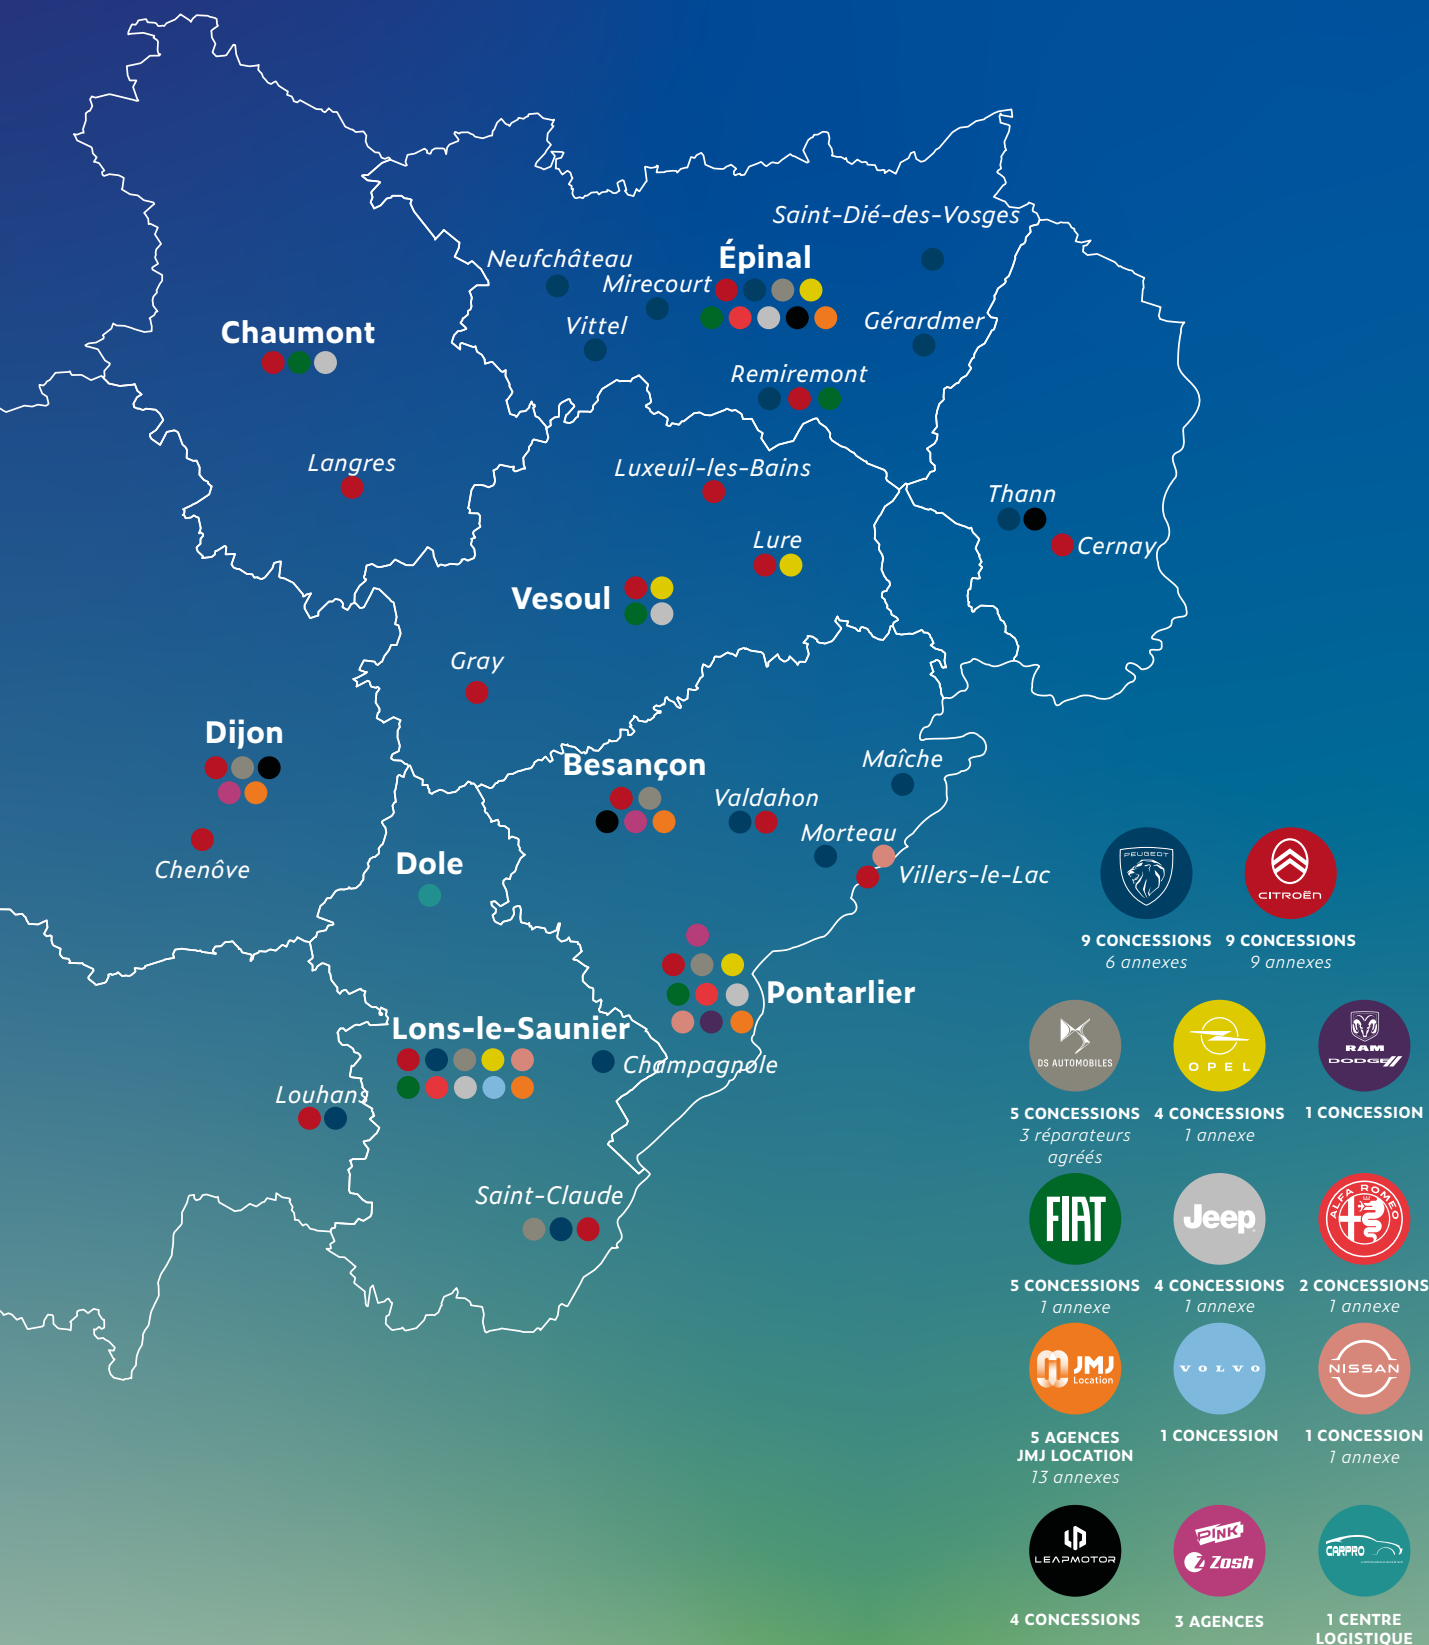 Saint-Dié-des-Vosges
Neufchâteau
Épinal
Mirecourt
Vittel
Gérardmer
Chaumont
Remiremont
Langres
Luxeuil-les-Bains
Thann
Lure
Cernay
Vesoul
Gray
Dijon
Besançon
Maîche
Valdahon
Morteau
Chenôve
Dole
Villers-le-Lac
Pontarlier
Lons-le-Saunier
Champagnole
Louhans
Saint-Claude
PEUGEOT
CITROËN
9 CONCESSIONS
6 annexes
9 CONCESSIONS
9 annexes
DS AUTOMOBILES
OPEL
RAM
DODGE
5 CONCESSIONS
3 réparateurs
agréés
4 CONCESSIONS
1 annexe
1 CONCESSION
FIAT
Jeep
ALFA ROMEO
5 CONCESSIONS
1 annexe
4 CONCESSIONS
1 annexe
2 CONCESSIONS
1 annexe
JMJ
Location
VOLVO
NISSAN
5 AGENCES
JMJ LOCATION
13 annexes
1 CONCESSION
1 CONCESSION
1 annexe
LEAPMOTOR
PINK
Zosh
CARPRO
4 CONCESSIONS
3 AGENCES
1 CENTRE
LOGISTIQUE